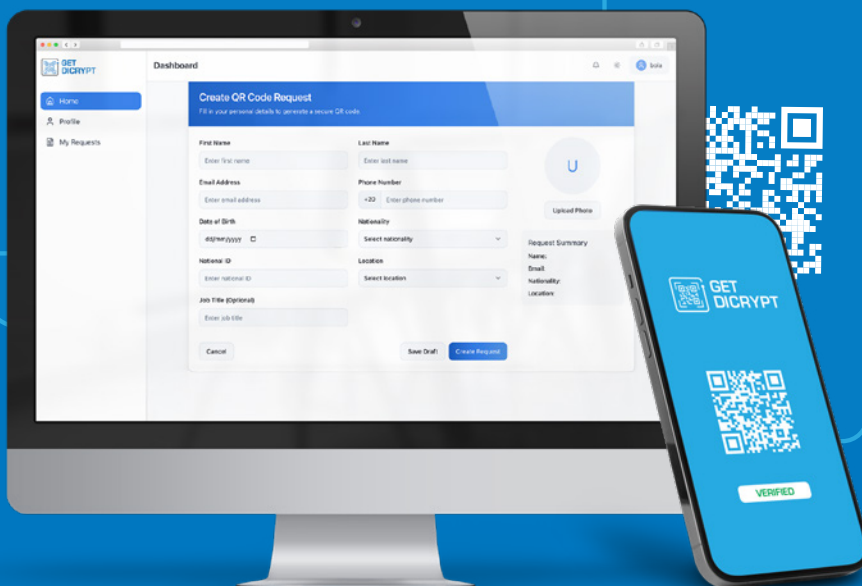 GET
DICRYPT
Dashboard
bola
Home
Profile
My Requests
Create QR Code Request
Fill in your personal details to generate a secure QR code
First Name
Last Name
Enter first name
Enter last name
U
Email Address
Phone Number
Enter email address
+20 Enter phone number
Upload Photo
Date of Birth
Nationality
dd/mm/yyyy
Select nationality
Request Summary
National ID
Location
Name:
Enter national ID
Select location
Email:
Nationality:
Location:
Job Title (Optional)
Enter job title
Cancel
Save Draft
Create Request
GET
DICRYPT
VERIFIED